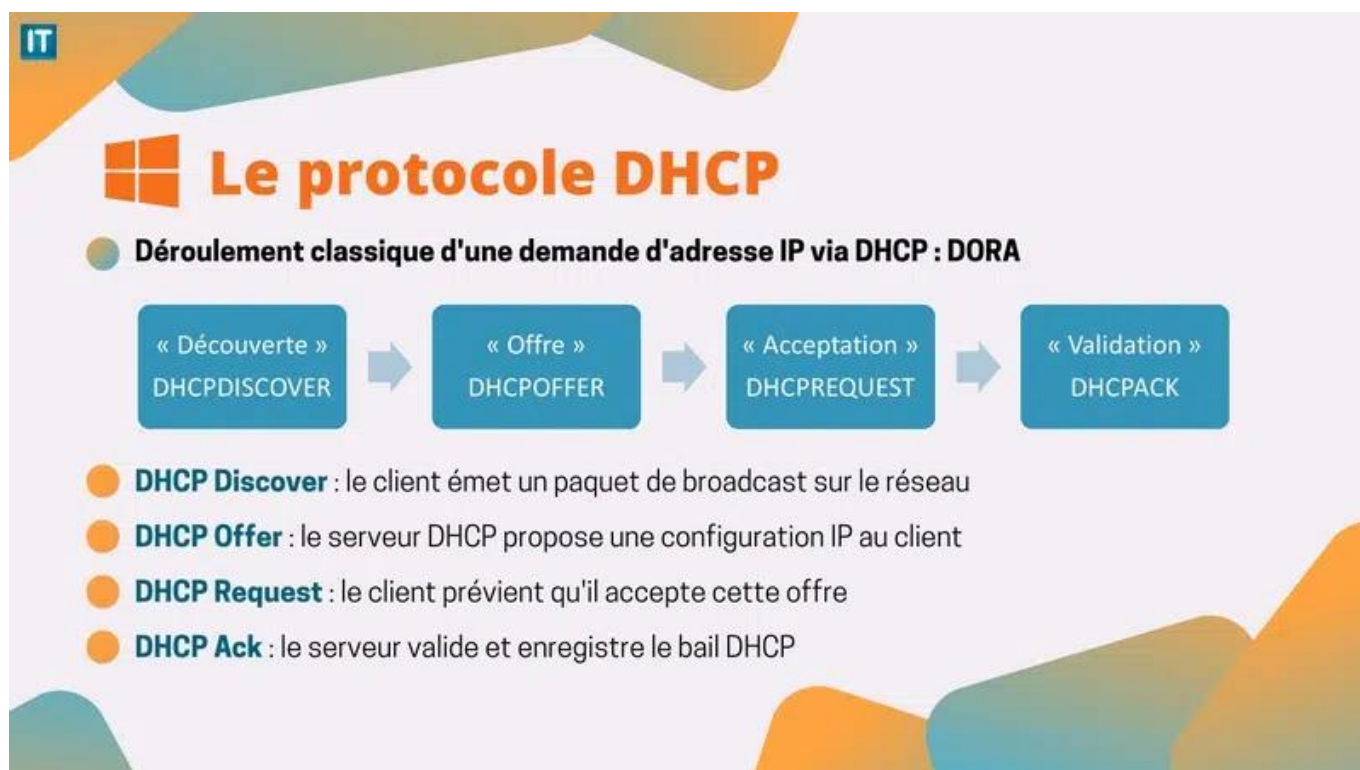 IT
Le protocole DHCP
Déroulement classique d'une demande d'adresse IP via DHCP : DORA
« Découverte »
DHCPDISCOVER
« Offre »
DHCPOFFER
« Acceptation »
DHCPREQUEST
« Validation »
DHCPACK
DHCP Discover : le client émet un paquet de broadcast sur le réseau
DHCP Offer : le serveur DHCP propose une configuration IP au client
DHCP Request : le client prévient qu'il accepte cette offre
DHCP Ack : le serveur valide et enregistre le bail DHCP